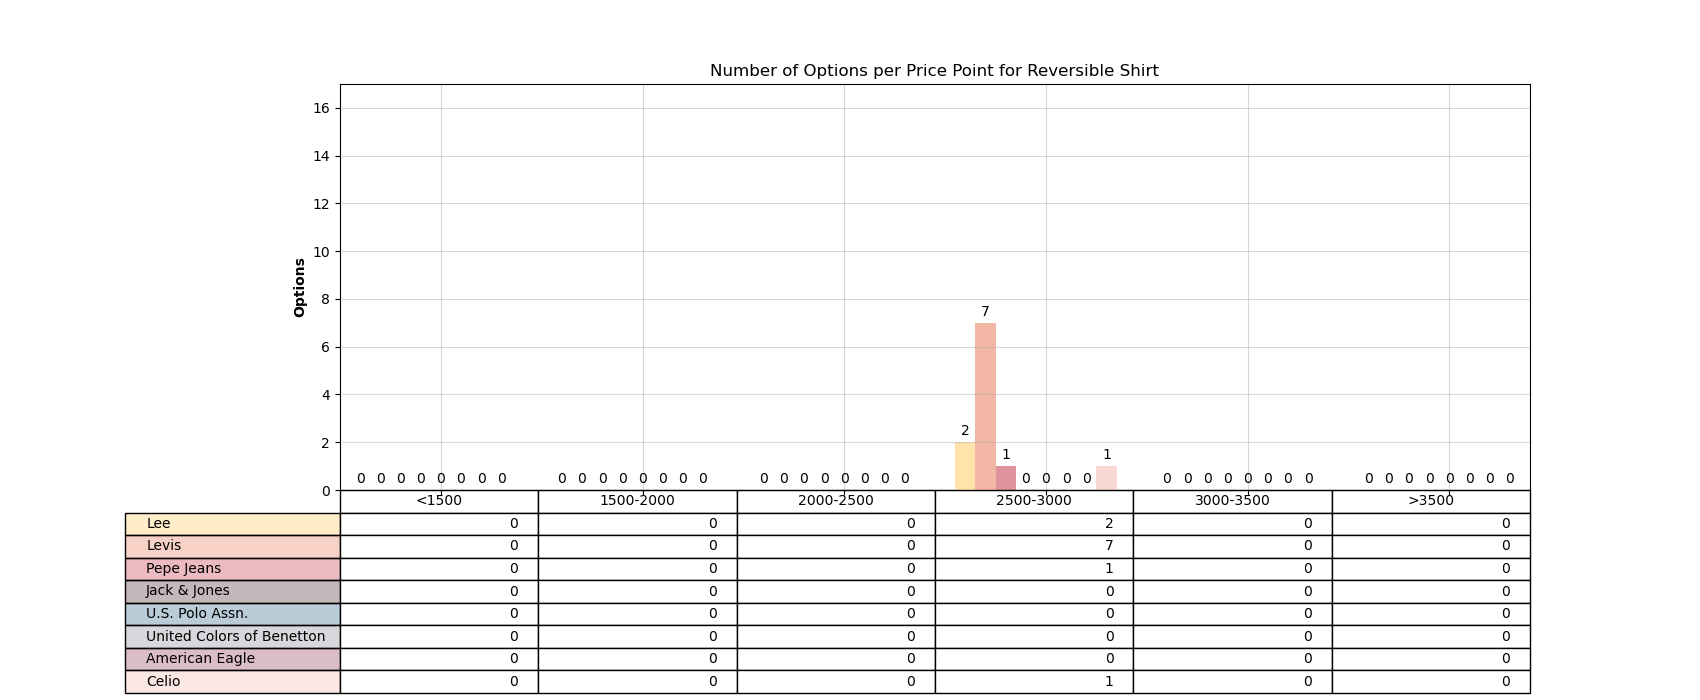 Number of Options per Price Point for Reversible Shirt
16
14
12
10
8
6
4
2
0
Options
7
2
1 1
0 0 0 0 0 0 0 0 0 0 0 0 0 0 0 0 0 0 0 0 0 0 0 0 0 0 0 0 0 0 0 0 0 0 0 0 0 0 0 0 0 0 0 0
<1500 1500-2000 2000-2500 2500-3000 3000-3500 >3500
Lee 0 0 0 2 0 0
Levis 0 0 0 7 0 0
Pepe Jeans 0 0 0 1 0 0
Jack & Jones 0 0 0 0 0 0
U.S. Polo Assn. 0 0 0 0 0 0
United Colors of Benetton 0 0 0 0 0 0
American Eagle 0 0 0 0 0 0
Celio 0 0 0 1 0 0